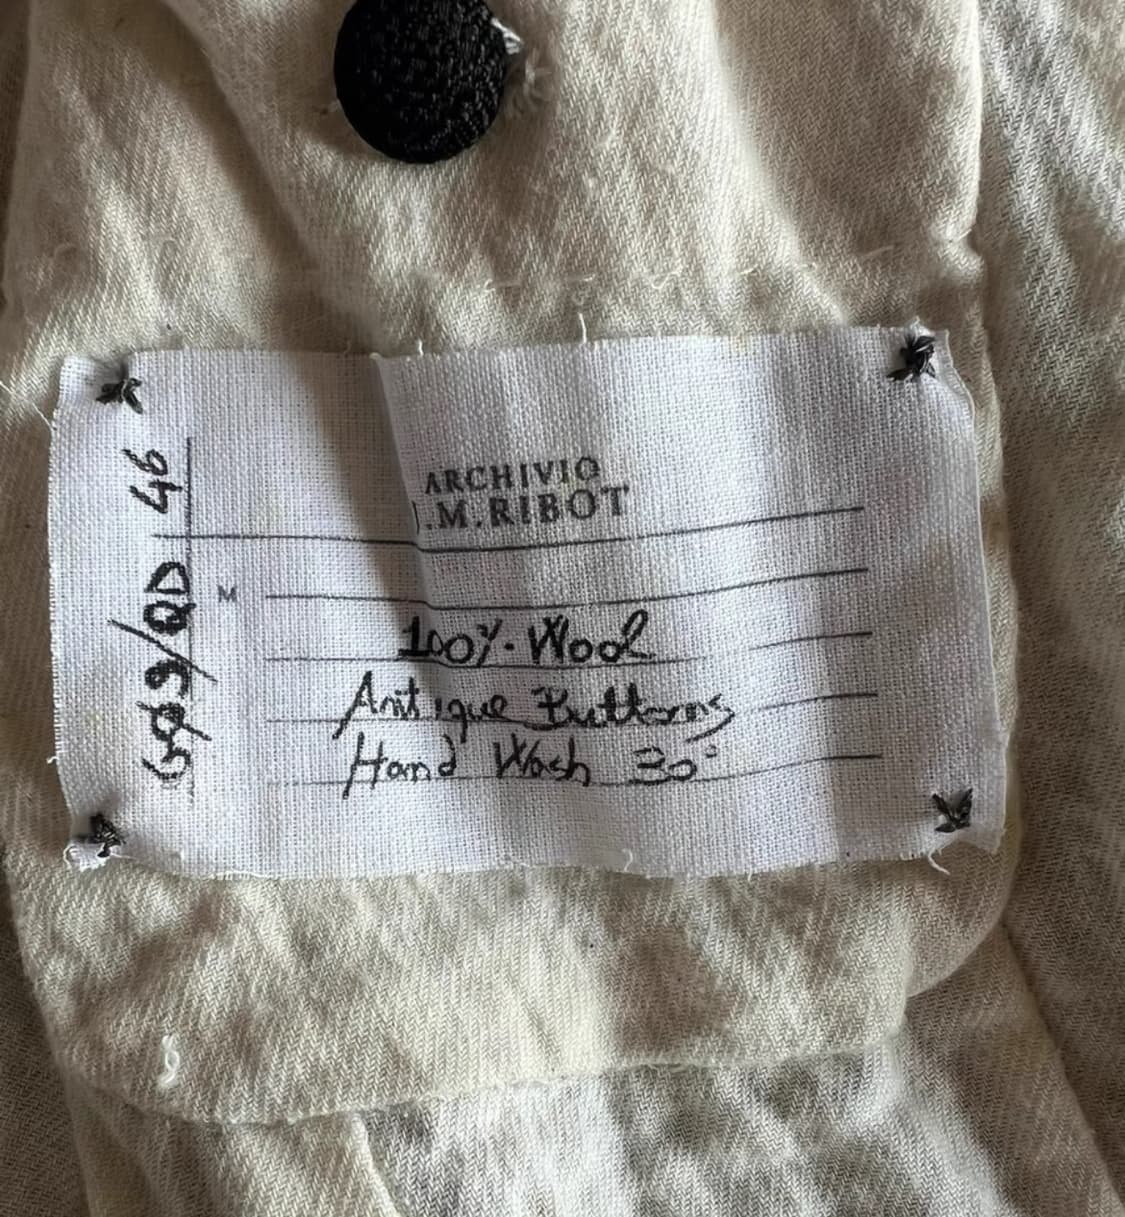 ARCHIVIO
J.M.RIBOT
M
100% Wool
Antique Buttons
Hand Wash 30°
46